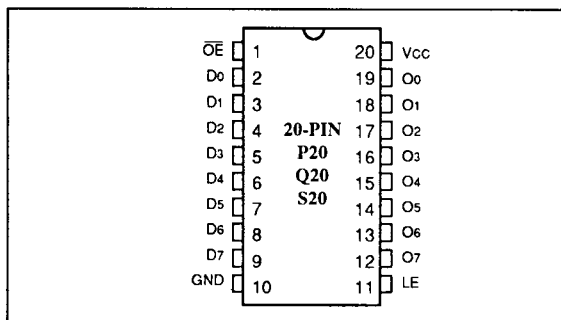 O̅E̅ 1 20 Vcc
D0 2 19 O0
D1 3 18 O1
D2 4 20-PIN 17 O2
D3 5 P20 16 O3
D4 6 Q20 15 O4
D5 7 S20 14 O5
D6 8 13 O6
D7 9 12 O7
GND 10 11 LE